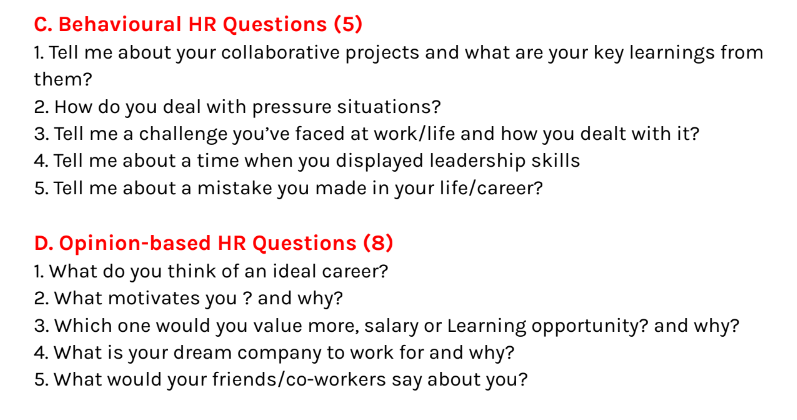 C. Behavioural HR Questions (5)
1. Tell me about your collaborative projects and what are your key learnings from
them?
2. How do you deal with pressure situations?
3. Tell me a challenge you’ve faced at work/life and how you dealt with it?
4. Tell me about a time when you displayed leadership skills
5. Tell me about a mistake you made in your life/career?
D. Opinion-based HR Questions (8)
1. What do you think of an ideal career?
2. What motivates you ? and why?
3. Which one would you value more, salary or Learning opportunity? and why?
4. What is your dream company to work for and why?
5. What would your friends/co-workers say about you?